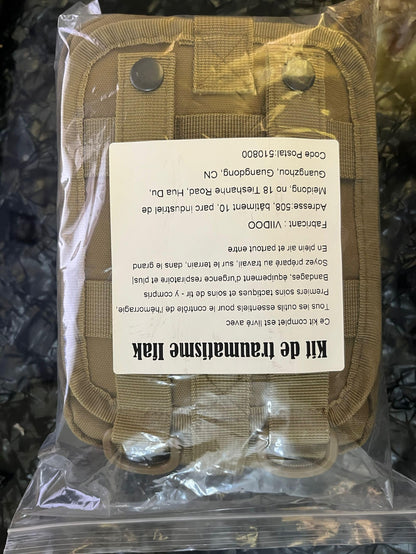 Kit de traumatisme Ifak
Ce kit complet est livré avec
Tous les outils essentiels pour le contrôle de l'hémorragie,
Premiers soins tactiques et soins de tir - y compris
Bandages, équipement d'urgence respiratoire et plus!
Soyez préparé au travail, sur le terrain, dans le grand
En plein air et partout entre
Fabricant : VIDOO
Adresse:508, bâtiment 10, parc industriel de
Meidong, no 18 Tieshanhe Road, Hua Du,
Guangzhou, Guangdong, CN
Code Postal:510800